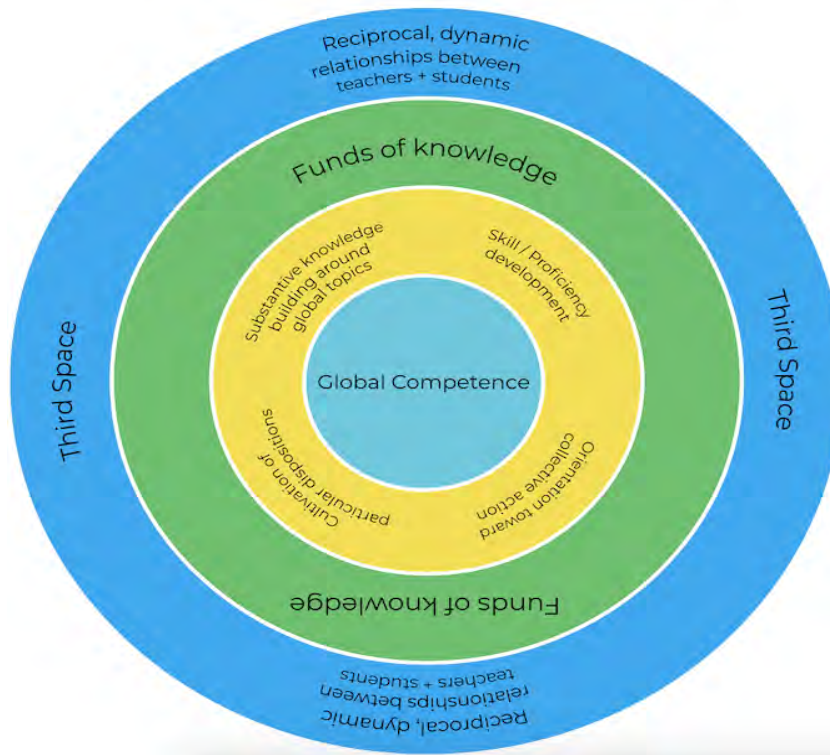 Reciprocal, dynamic
relationships between
teachers + students
Funds of knowledge
Substantive knowledge
building around
global topics
Skill / Proficiency
development
Third Space
Global Competence
Third Space
Cultivation of
particular dispositions
Orientation toward
collective action
Funds of knowledge
Reciprocal, dynamic
relationships between
teachers + students